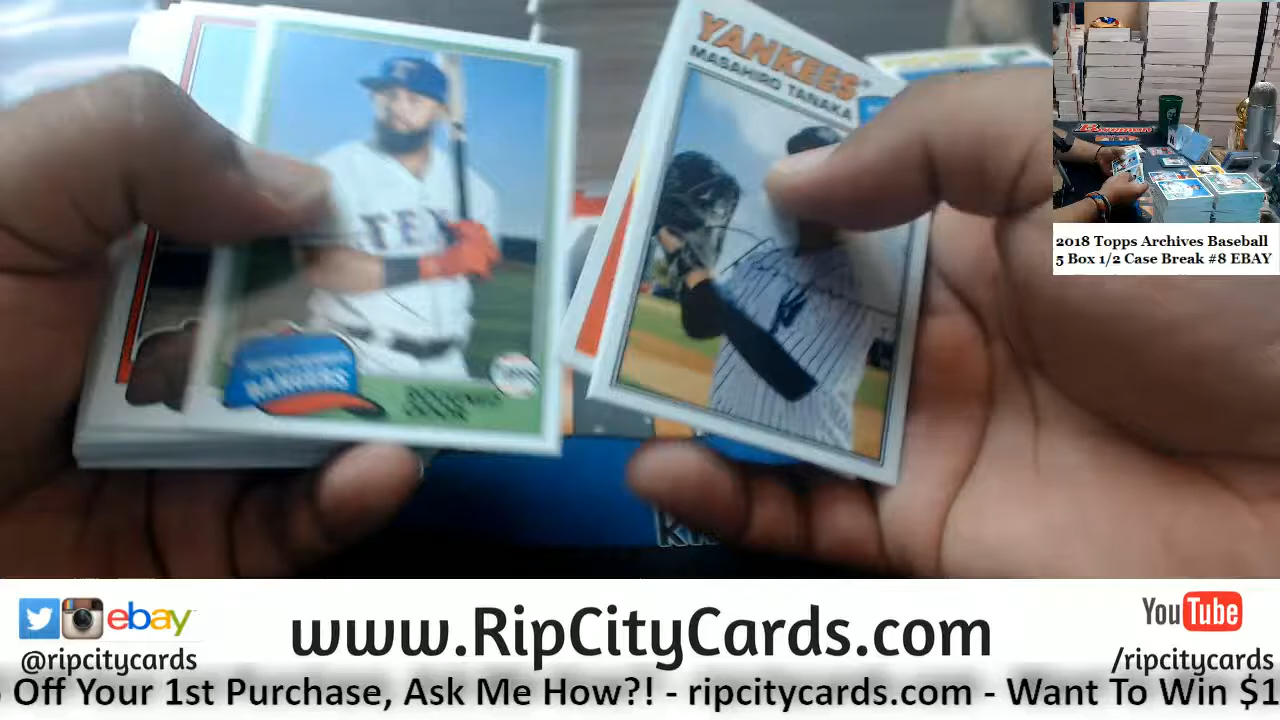 YANKEES
MASAHIRO TANAKA
TEX
RANGERS
2018 Topps Archives Baseball
5 Box 1/2 Case Break #8 EBAY
ebay
@ripcitycards
www.RipCityCards.com
YouTube
/ripcitycards
Off Your 1st Purchase, Ask Me How?! - ripcitycards.com - Want To Win $1